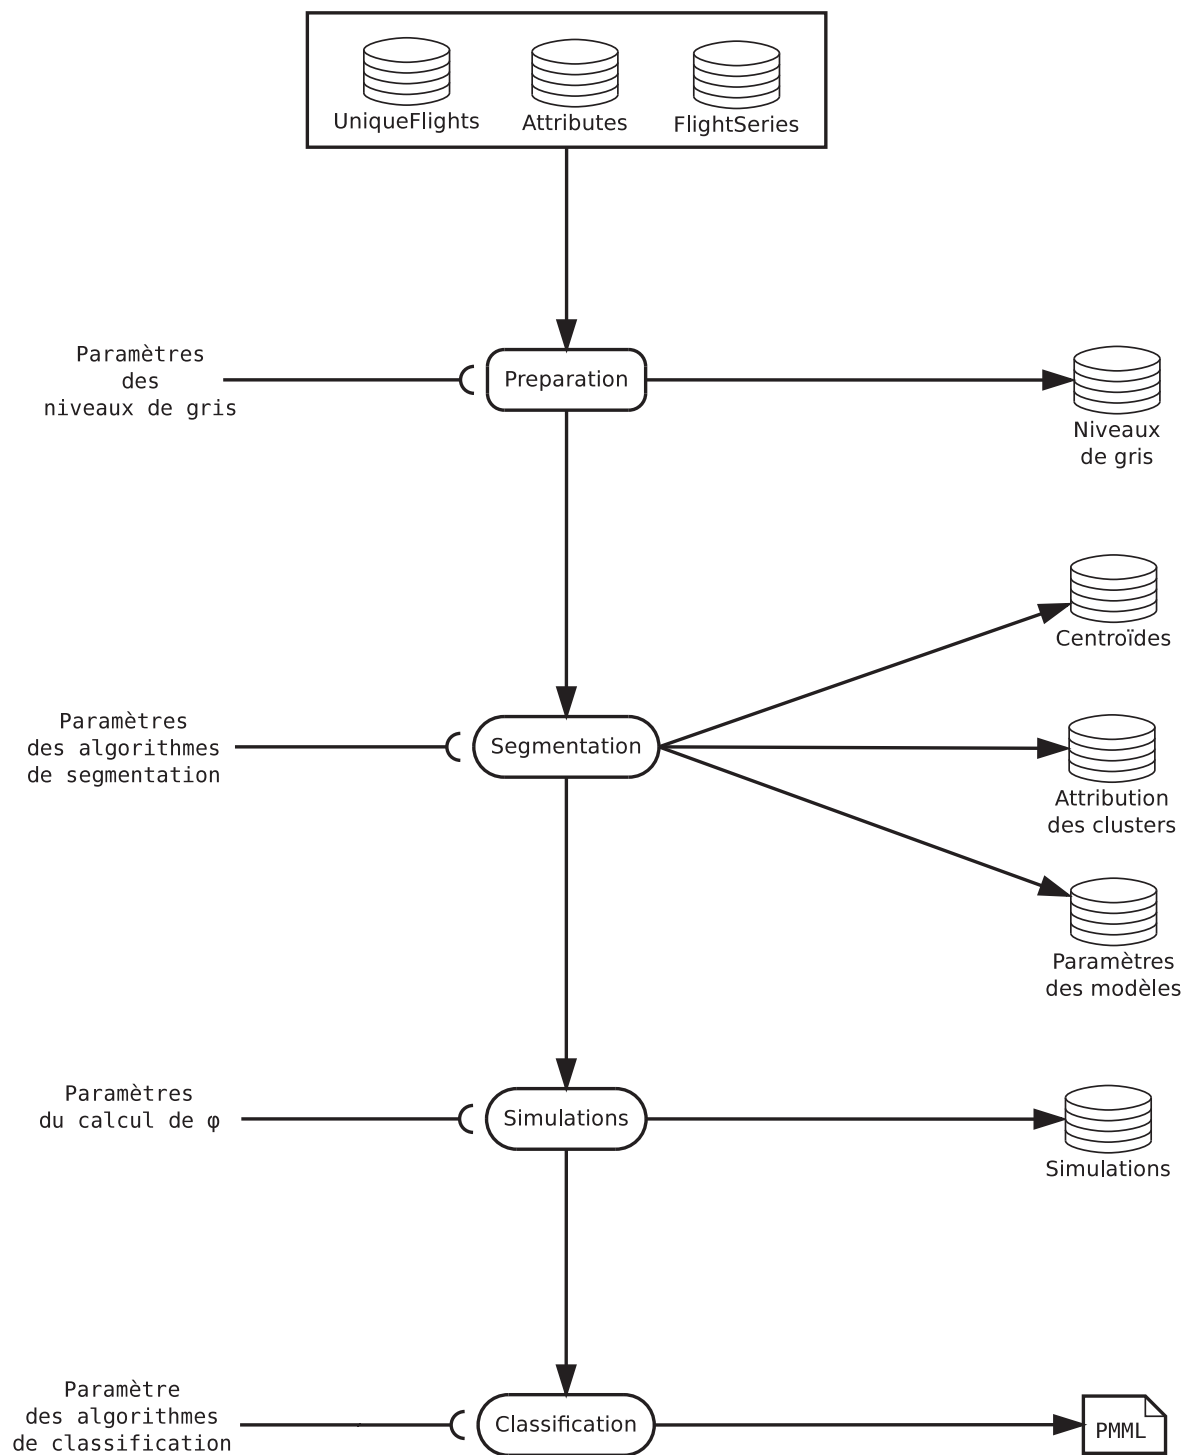 UniqueFlights
Attributes
FlightSeries
Paramètres
des
niveaux de gris
Preparation
Niveaux
de gris
Centroïdes
Paramètres
des algorithmes
de segmentation
Segmentation
Attribution
des clusters
Paramètres
des modèles
Paramètres
du calcul de φ
Simulations
Simulations
Paramètre
des algorithmes
de classification
Classification
PMML